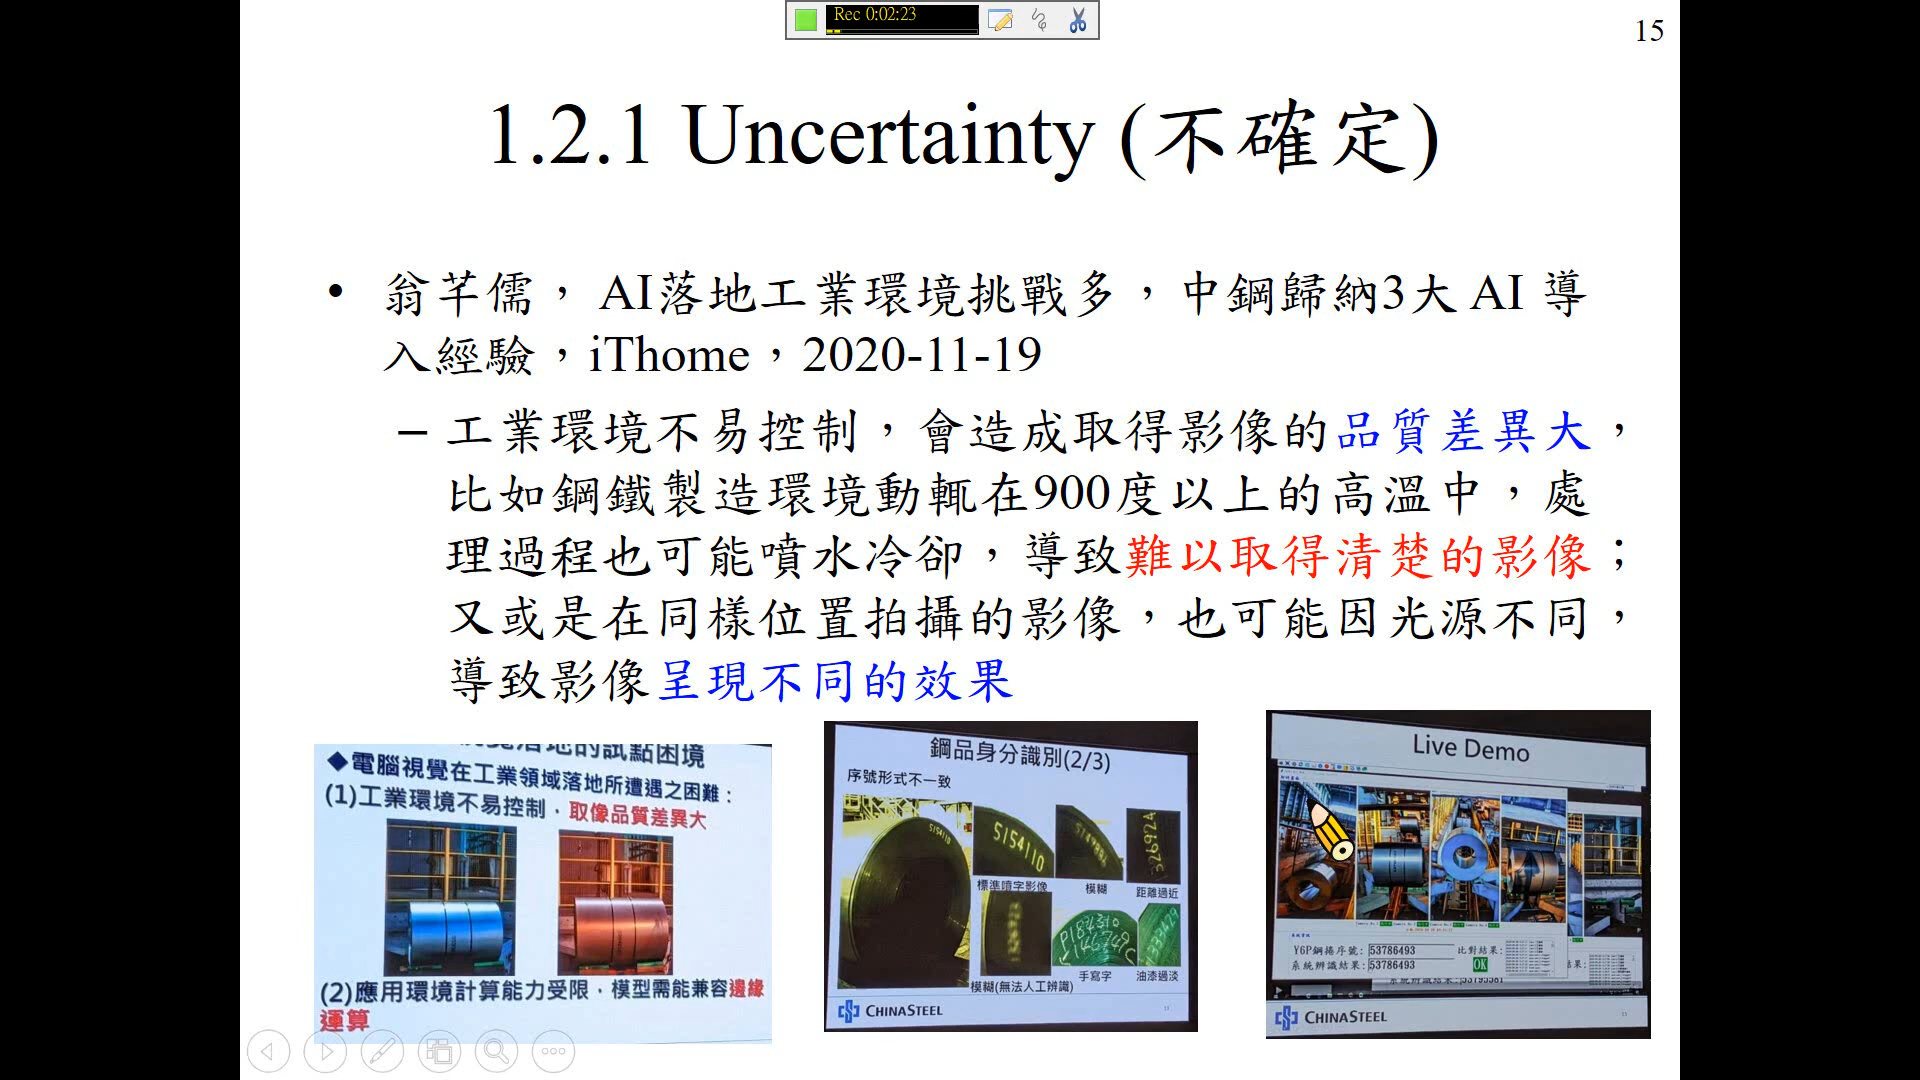 Rec 0:02:23
15
1.2.1 Uncertainty (不確定)
• 翁芊儒， AI落地工業環境挑戰多，中鋼歸納3大 AI 導
入經驗，iThome，2020-11-19
– 工業環境不易控制，會造成取得影像的品質差異大，
比如鋼鐵製造環境動輒在900度以上的高溫中，處
理過程也可能噴水冷卻，導致難以取得清楚的影像；
又或是在同樣位置拍攝的影像，也可能因光源不同，
導致影像呈現不同的效果
落地的試點困境
◆電腦視覺在工業領域落地所遭遇之困難：
(1)工業環境不易控制，取像品質差異大
(2)應用環境計算能力受限，模型需能兼容邊緣
運算
鋼品身分識別(2/3)
序號形式不一致
5154110
5154110
標準噴字影像
模糊
距離過近
模糊(無法人工辨識)
手寫字
油漆過淡
CHINASTEEL
Live Demo
Y6P鋼捲序號: 53786493
比對結果:
系統辨識結果: 53786493
OK
CHINASTEEL